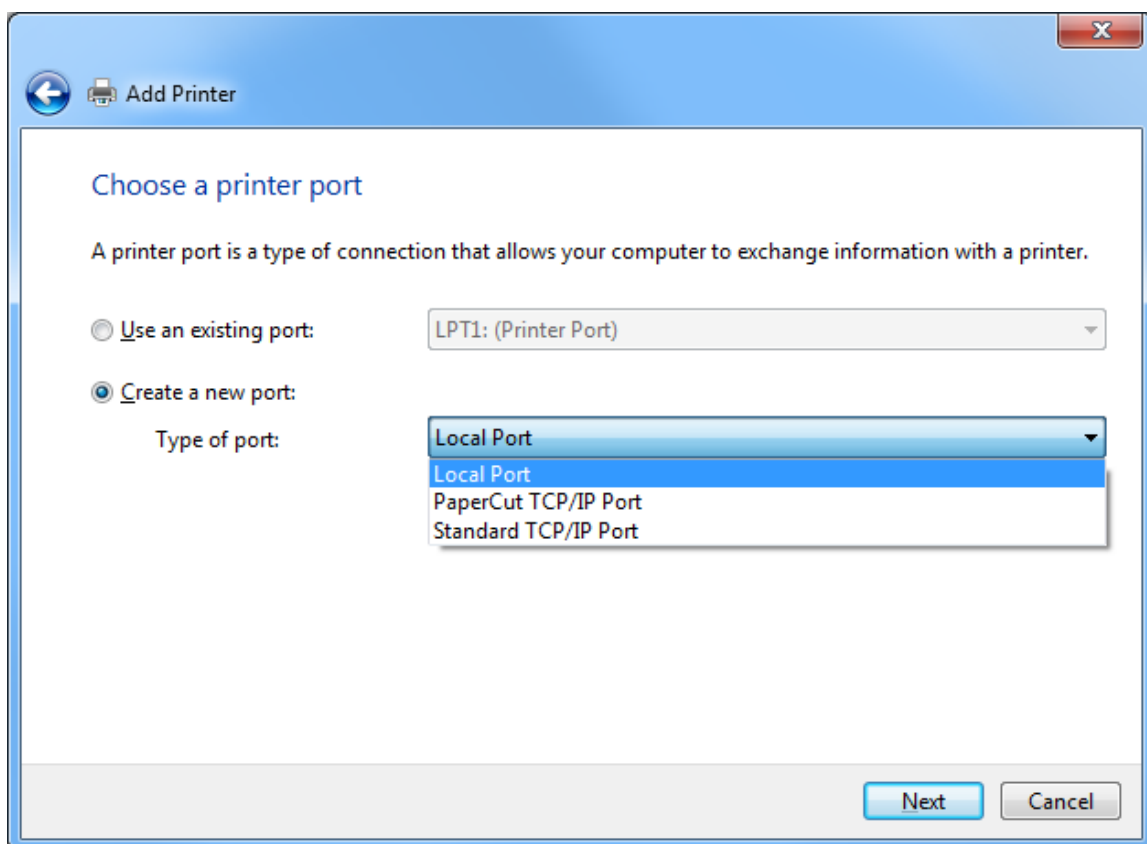 Add Printer
Choose a printer port
A printer port is a type of connection that allows your computer to exchange information with a printer.
Use an existing port: LPT1: (Printer Port)
Create a new port:
Type of port: Local Port
Local Port
PaperCut TCP/IP Port
Standard TCP/IP Port
Next Cancel